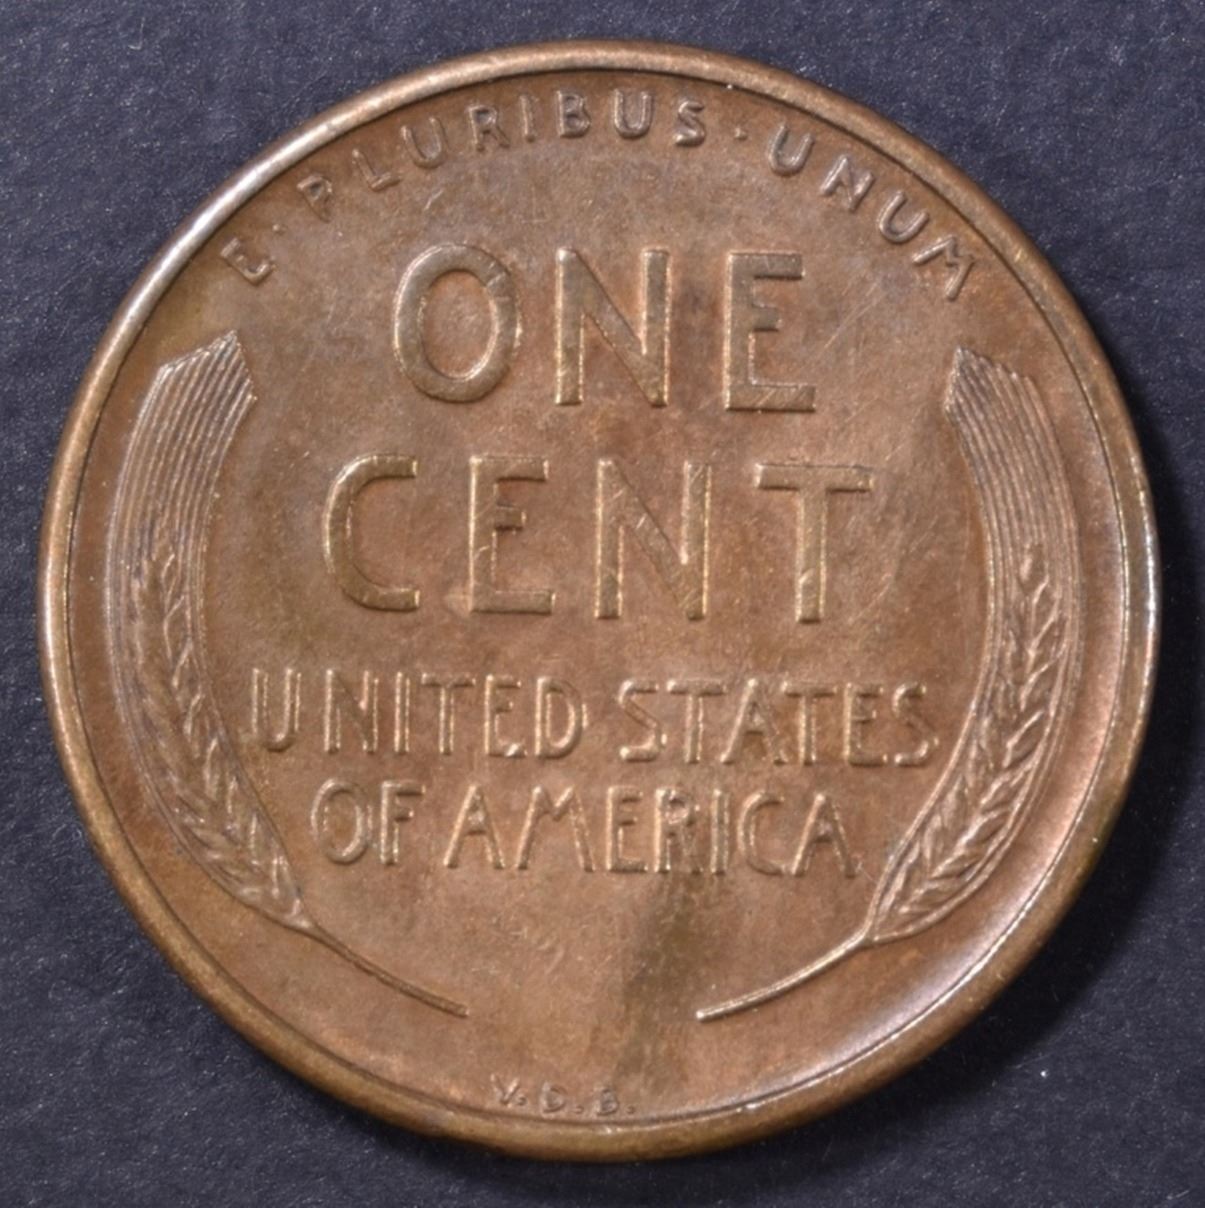 E·PLURIBUS·UNUM
ONE
CENT
UNITED STATES
OF AMERICA
V.D.B.